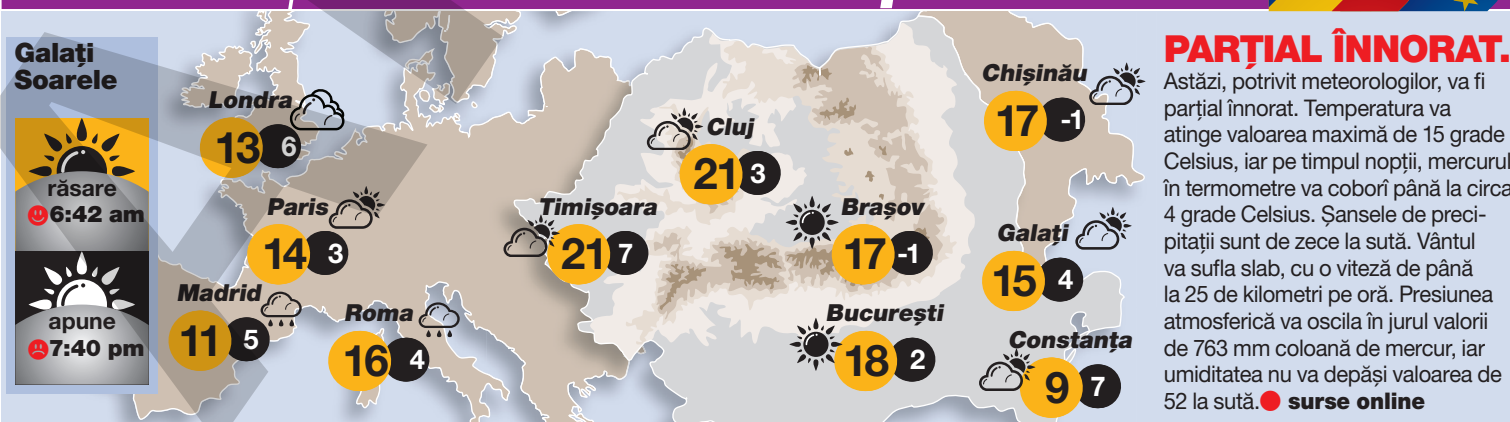 Galați
Soarele
răsare
6:42 am
apune
7:40 pm
Londra
13 6
Paris
14 3
Madrid
11 5
Roma
16 4
Timișoara
21 7
Cluj
21 3
Brașov
17 -1
București
18 2
Chișinău
17 -1
Galați
15 4
Constanța
9 7
PARȚIAL ÎNNORAT.
Astăzi, potrivit meteorologilor, va fi
parțial înnorat. Temperatura va
atinge valoarea maximă de 15 grade
Celsius, iar pe timpul nopții, mercurul
în termometre va coborî până la circa
4 grade Celsius. Șansele de preci-
pitații sunt de zece la sută. Vântul
va sufla slab, cu o viteză de până
la 25 de kilometri pe oră. Presiunea
atmosferică va oscila în jurul valorii
de 763 mm coloană de mercur, iar
umiditatea nu va depăși valoarea de
52 la sută. surse online